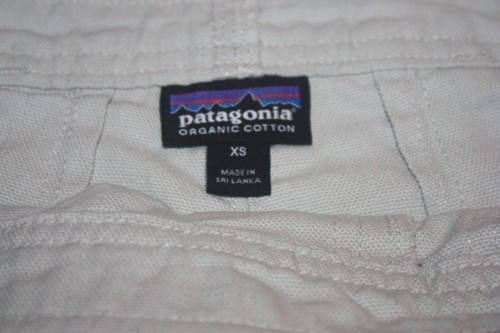 patagonia
ORGANIC COTTON
XS
MADE IN
SRI LANKA